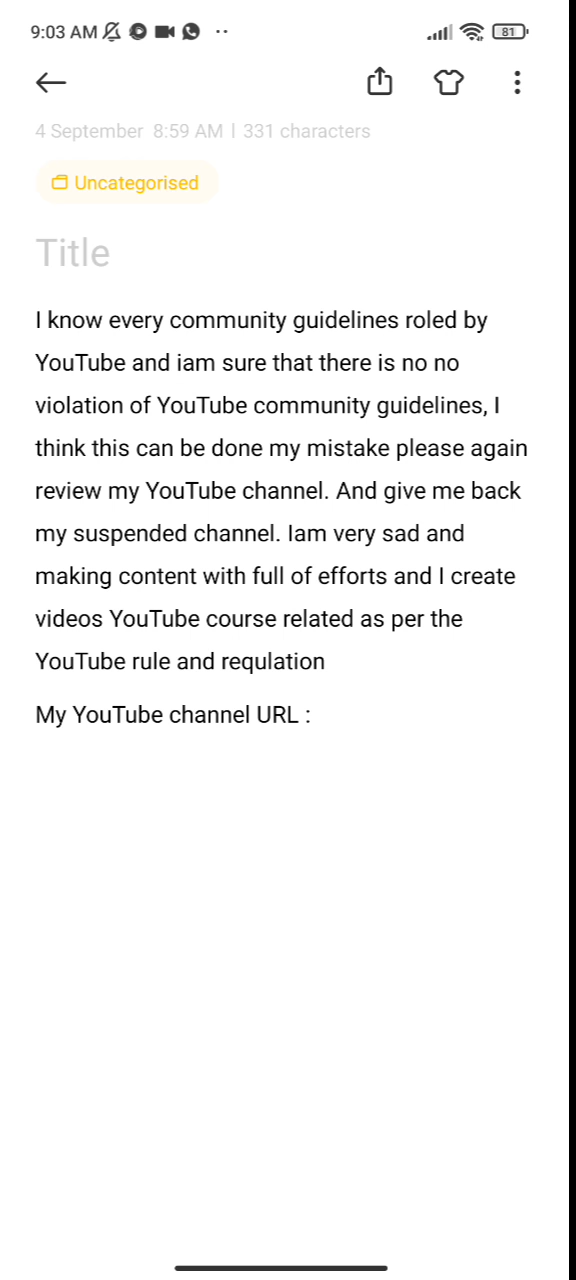 9:03 AM
81
4 September 8:59 AM | 331 characters
Uncategorised
Title
I know every community guidelines roled by
YouTube and iam sure that there is no no
violation of YouTube community guidelines, I
think this can be done my mistake please again
review my YouTube channel. And give me back
my suspended channel. Iam very sad and
making content with full of efforts and I create
videos YouTube course related as per the
YouTube rule and requlation
My YouTube channel URL :